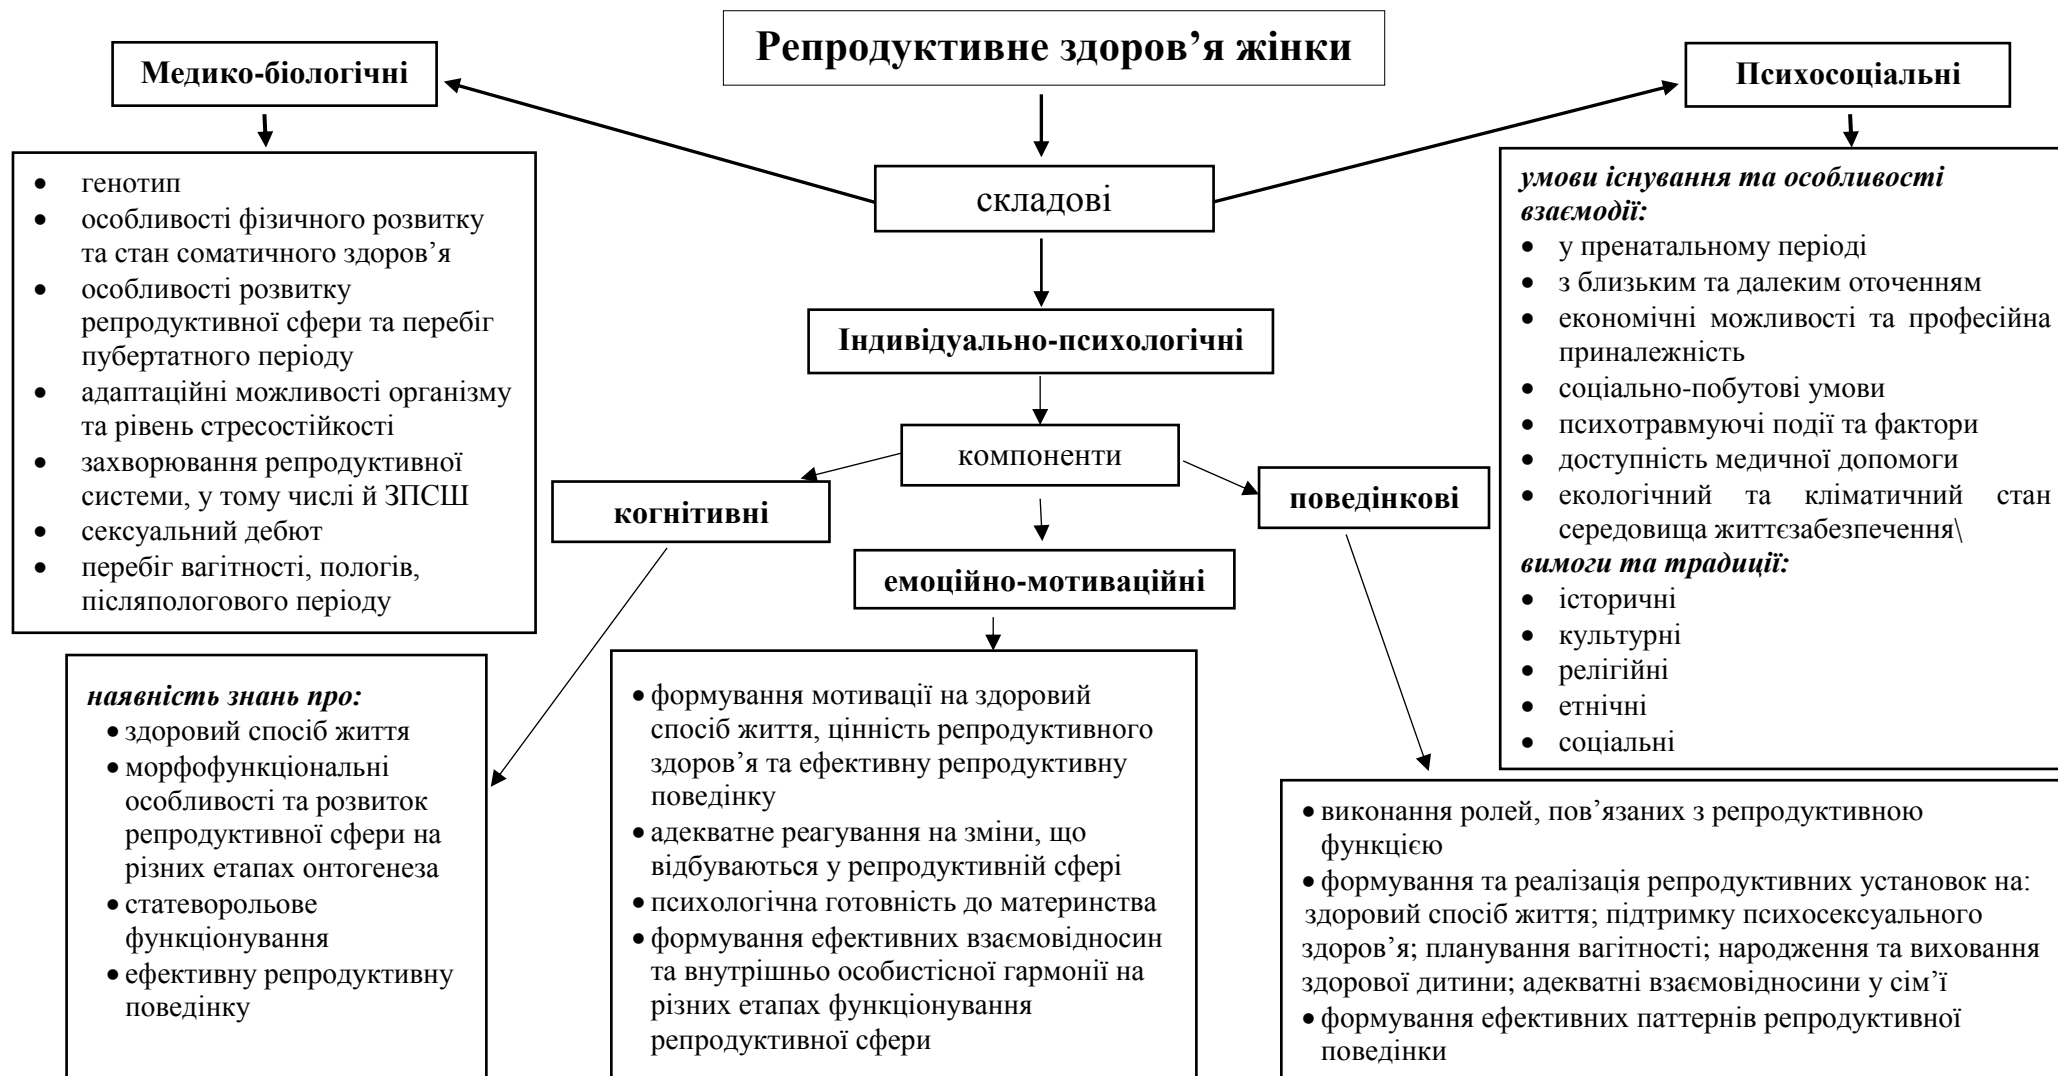 Репродуктивне здоров’я жінки
Медико-біологічні
Психосоціальні
складові
• генотип
• особливості фізичного розвитку
та стан соматичного здоров’я
• особливості розвитку
репродуктивної сфери та перебіг
пубертатного періоду
• адаптаційні можливості організму
та рівень стресостійкості
• захворювання репродуктивної
системи, у тому числі й ЗПСШ
• сексуальний дебют
• перебіг вагітності, пологів,
післяпологового періоду
умови існування та особливості
взаємодії:
• у пренатальному періоді
• з близьким та далеким оточенням
• економічні можливості та професійна
приналежність
• соціально-побутові умови
• психотравмуючі події та фактори
• доступність медичної допомоги
• екологічний та кліматичний стан
середовища життєзабезпечення\
вимоги та традиції:
• історичні
• культурні
• релігійні
• етнічні
• соціальні
Індивідуально-психологічні
компоненти
когнітивні
поведінкові
емоційно-мотиваційні
наявність знань про:
• здоровий спосіб життя
• морфофункціональні
особливості та розвиток
репродуктивної сфери на
різних етапах онтогенеза
• статеворольове
функціонування
• ефективну репродуктивну
поведінку
• формування мотивації на здоровий
спосіб життя, цінність репродуктивного
здоров’я та ефективну репродуктивну
поведінку
• адекватне реагування на зміни, що
відбуваються у репродуктивній сфері
• психологічна готовність до материнства
• формування ефективних взаємовідносин
та внутрішньо особистісної гармонії на
різних етапах функціонування
репродуктивної сфери
• виконання ролей, пов’язаних з репродуктивною
функцією
• формування та реалізація репродуктивних установок на:
здоровий спосіб життя; підтримку психосексуального
здоров’я; планування вагітності; народження та виховання
здорової дитини; адекватні взаємовідносини у сім’ї
• формування ефективних паттернів репродуктивної
поведінки